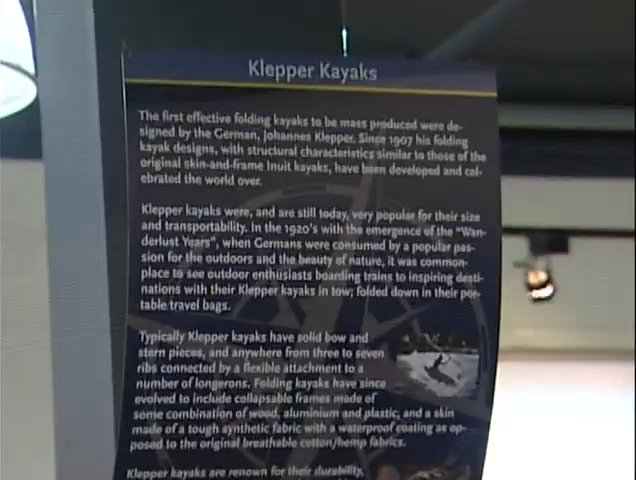 Klepper Kayaks
The first effective folding kayaks to be mass produced were de-
signed by the German, Johannes Klepper. Since 1907 his folding
kayak designs, with structural characteristics similar to those of the
original skin-and-frame Inuit kayaks, have been developed and cel-
ebrated the world over.
Klepper kayaks were, and are still today, very popular for their size
and transportability. In the 1920's with the emergence of the "Wan-
derlust Years", when Germans were consumed by a popular pas-
sion for the outdoors and the beauty of nature, it was common-
place to see outdoor enthusiasts boarding trains to inspiring desti-
nations with their Klepper kayaks in tow; folded down in their por-
table travel bags.
Typically Klepper kayaks have solid bow and
stern pieces, and anywhere from three to seven
ribs connected by a flexible attachment to a
number of longerons. Folding kayaks have since
evolved to include collapsable frames made of
some combination of wood, aluminium and plastic, and a skin
made of a tough synthetic fabric with a waterproof coating as op-
posed to the original breathable cotton/hemp fabrics.
Klepper kayaks are renown for their durability,